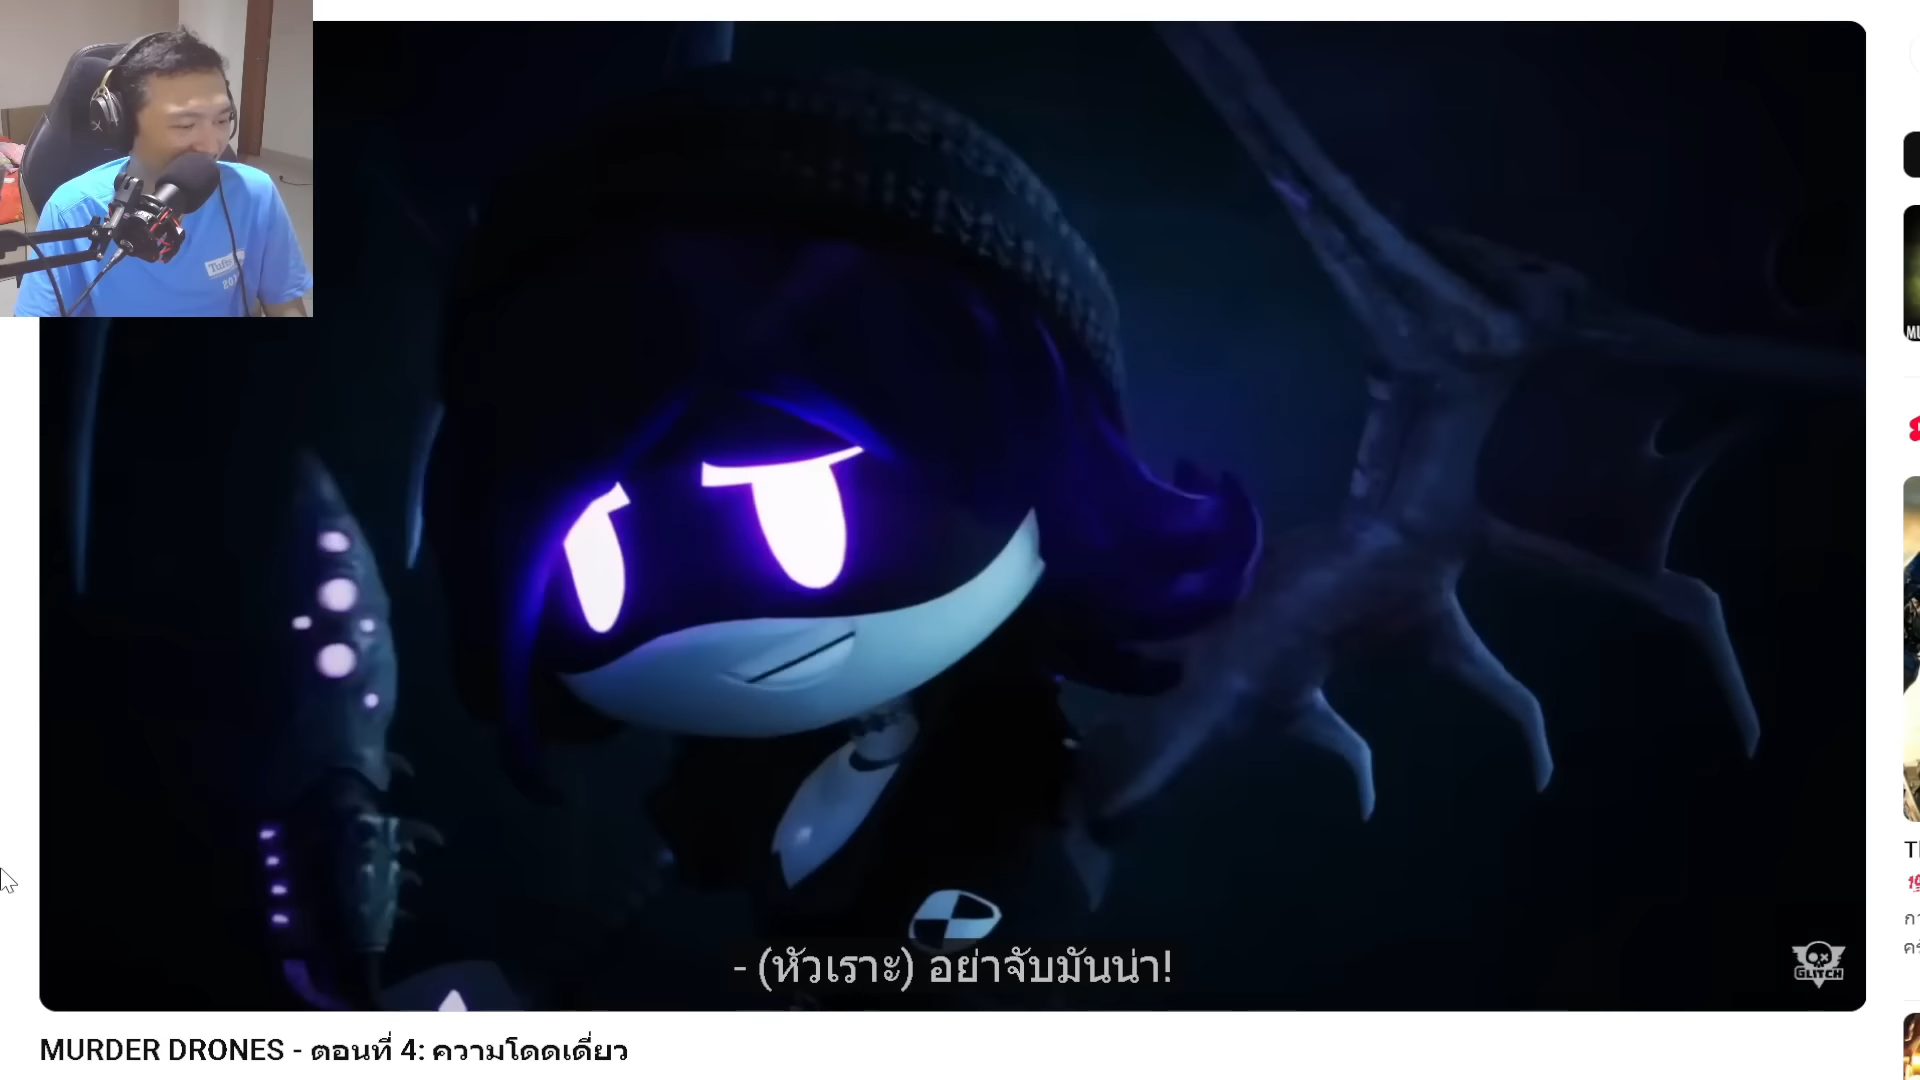 Tufts
- (หัวเราะ) อย่าจับมันน่า!
GLITCH
MURDER DRONES - ตอนที่ 4: ความโดดเดี่ยว